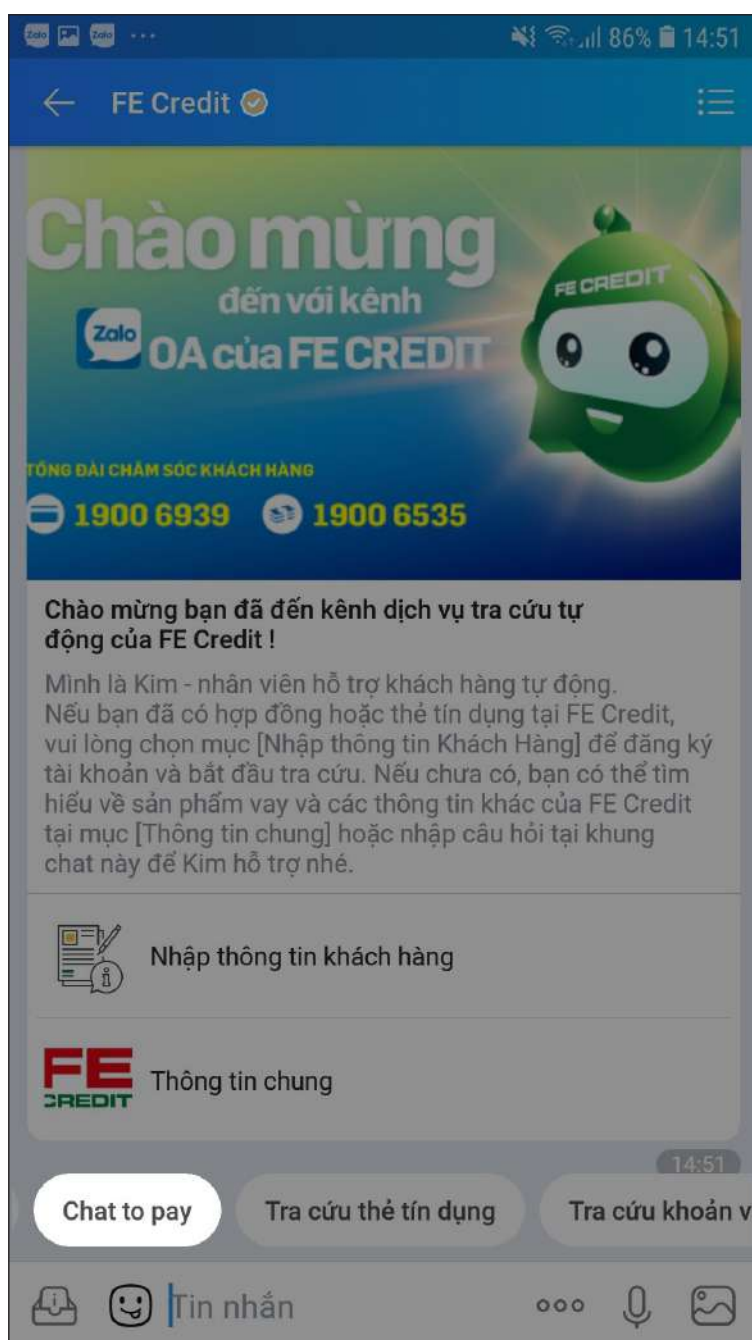 Zalo Zalo ... 86% 14:51
FE Credit
Chào mừng
đến với kênh
Zalo OA của FE CREDIT
FE CREDIT
TỔNG ĐÀI CHĂM SÓC KHÁCH HÀNG
1900 6939 1900 6535
Chào mừng bạn đã đến kênh dịch vụ tra cứu tự
động của FE Credit !
Mình là Kim - nhân viên hỗ trợ khách hàng tự động.
Nếu bạn đã có hợp đồng hoặc thẻ tín dụng tại FE Credit,
vui lòng chọn mục [Nhập thông tin Khách Hàng] để đăng ký
tài khoản và bắt đầu tra cứu. Nếu chưa có, bạn có thể tìm
hiểu về sản phẩm vay và các thông tin khác của FE Credit
tại mục [Thông tin chung] hoặc nhập câu hỏi tại khung
chat này để Kim hỗ trợ nhé.
Nhập thông tin khách hàng
FE
CREDIT
Thông tin chung
14:51
Chat to pay Tra cứu thẻ tín dụng Tra cứu khoản v
Tin nhắn